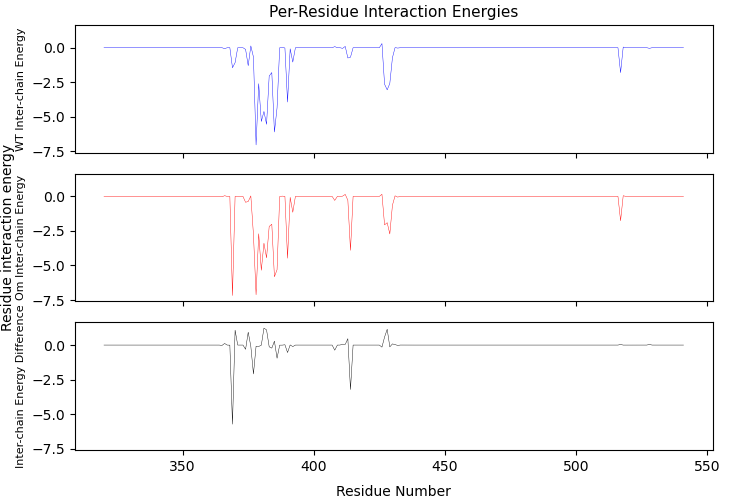 Per-Residue Interaction Energies
Residue interaction energy
WT Inter-chain Energy
0.0
−2.5
−5.0
−7.5
Om Inter-chain Energy
0.0
−2.5
−5.0
−7.5
Inter-chain Energy Difference
0.0
−2.5
−5.0
−7.5
350 400 450 500 550
Residue Number